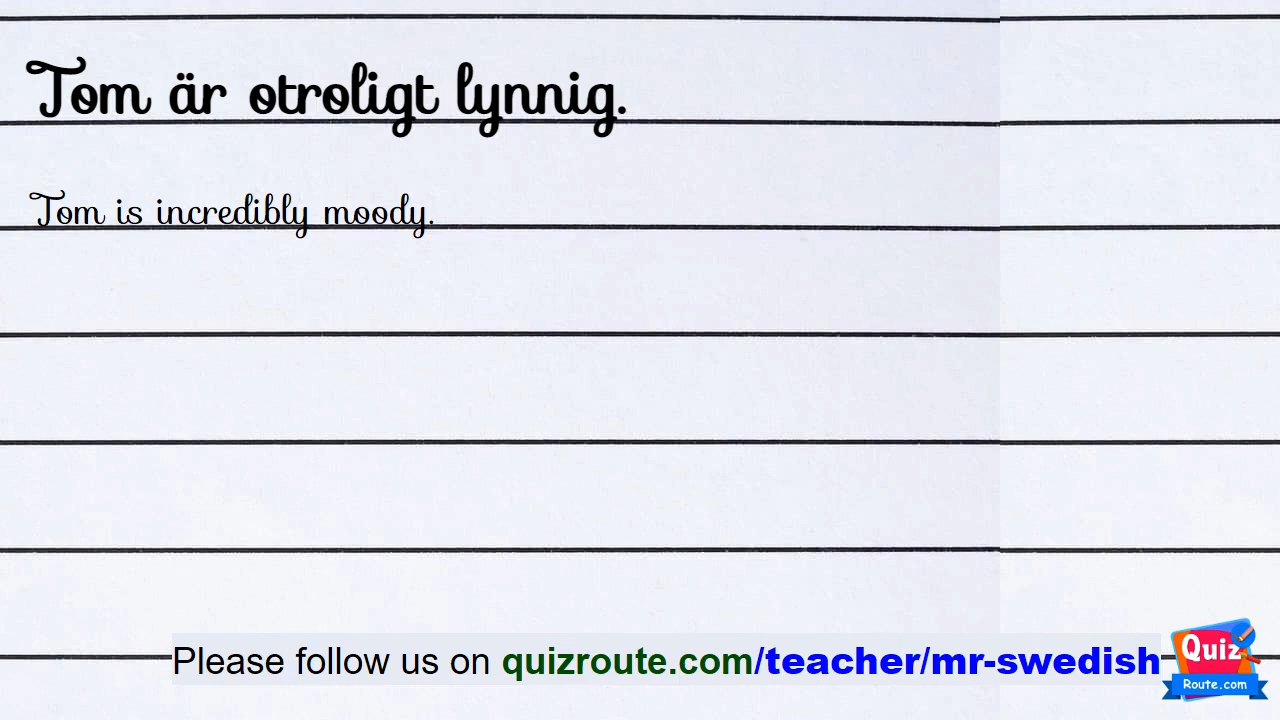 Tom är otroligt lynnig.
Tom is incredibly moody.
Please follow us on quizroute.com/teacher/mr-swedish
Quiz
Route.com